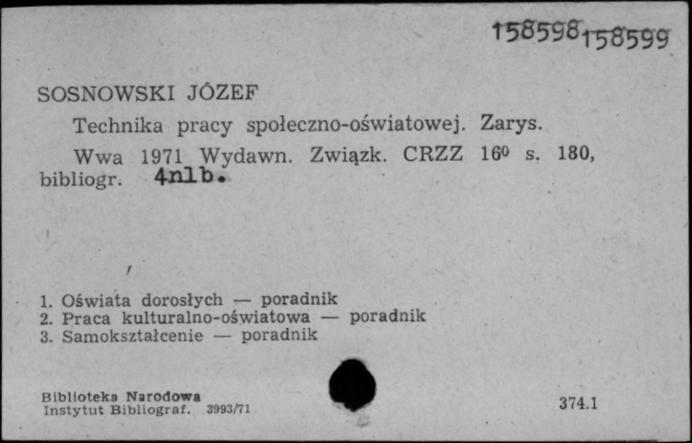 158598 158599
SOSNOWSKI JÓZEF
Technika pracy społeczno-oświatowej. Zarys.
Wwa 1971 Wydawn. Związk. CRZZ 16⁰ s. 180,
bibliogr. 4nlb.
1. Oświata dorosłych — poradnik
2. Praca kulturalno-oświatowa — poradnik
3. Samokształcenie — poradnik
Biblioteka Narodowa
Instytut Bibliograf. 3993/71
374.1